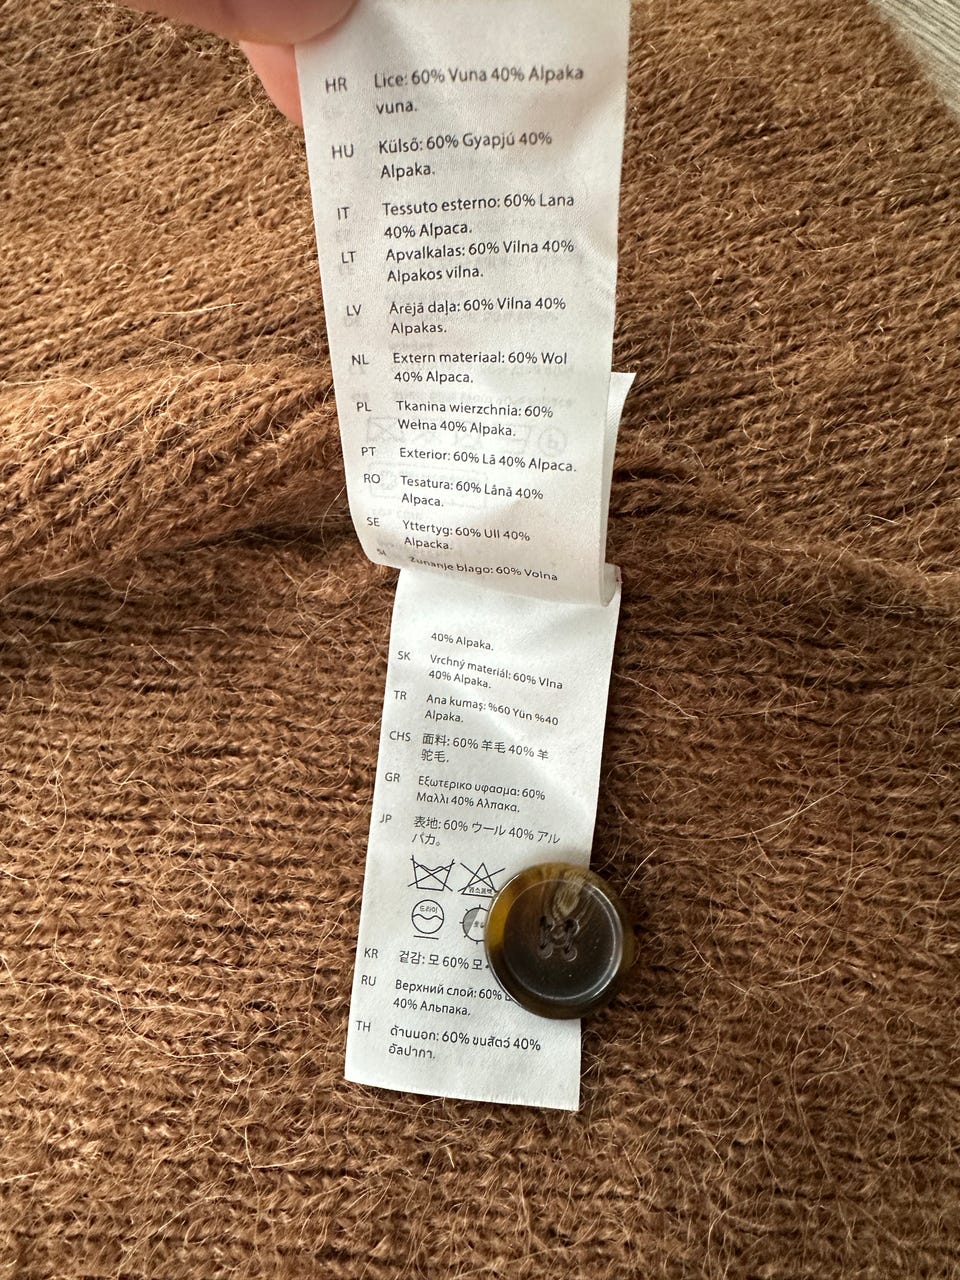 HR Lice: 60% Vuna 40% Alpaka
vuna.
HU Külső: 60% Gyapjú 40%
Alpaka.
IT Tessuto esterno: 60% Lana
40% Alpaca.
LT Apvalkalas: 60% Vilna 40%
Alpakos vilna.
LV Ārējā daļa: 60% Vilna 40%
Alpakas.
NL Extern materiaal: 60% Wol
40% Alpaca.
PL Tkanina wierzchnia: 60%
Wełna 40% Alpaka.
PT Exterior: 60% Lã 40% Alpaca.
RO Tesatura: 60% Lână 40%
Alpaca.
SE Yttertyg: 60% Ull 40%
Alpacka.
SI Zunanje blago: 60% Volna
40% Alpaka.
SK Vrchný materiál: 60% Vlna
40% Alpaka.
TR Ana kumaş: %60 Yün %40
Alpaka.
CHS 面料: 60% 羊毛 40% 羊
驼毛.
GR Εξωτερικο υφασμα: 60%
Μαλλι 40% Αλπακα.
JP 表地: 60% ウール 40% アル
パカ。
드라이
KR 겉감: 모 60% 모
RU Верхний слой: 60%
40% Альпака.
TH ด้านนอก: 60% ขนสัตว์ 40%
อัลปากา.